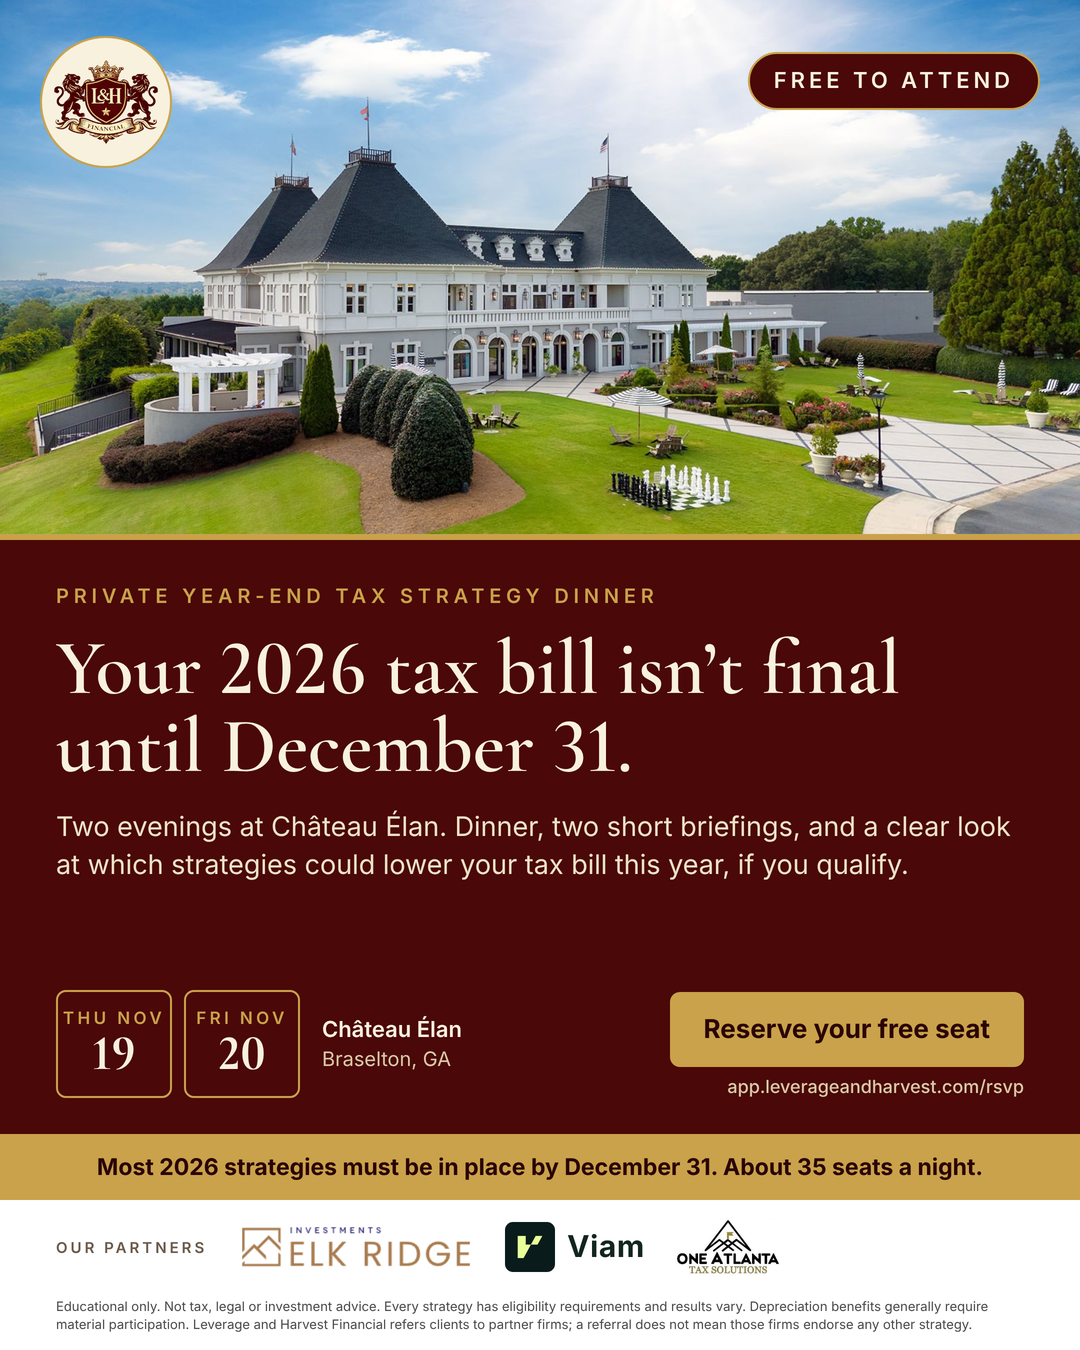 L&H
FINANCIAL
FREE TO ATTEND
PRIVATE YEAR-END TAX STRATEGY DINNER
Your 2026 tax bill isn’t final
until December 31.
Two evenings at Château Élan. Dinner, two short briefings, and a clear look
at which strategies could lower your tax bill this year, if you qualify.
THU NOV
19
FRI NOV
20
Château Élan
Braselton, GA
Reserve your free seat
app.leverageandharvest.com/rsvp
Most 2026 strategies must be in place by December 31. About 35 seats a night.
OUR PARTNERS
INVESTMENTS
ELK RIDGE
Viam
ONE ATLANTA
TAX SOLUTIONS
Educational only. Not tax, legal or investment advice. Every strategy has eligibility requirements and results vary. Depreciation benefits generally require
material participation. Leverage and Harvest Financial refers clients to partner firms; a referral does not mean those firms endorse any other strategy.